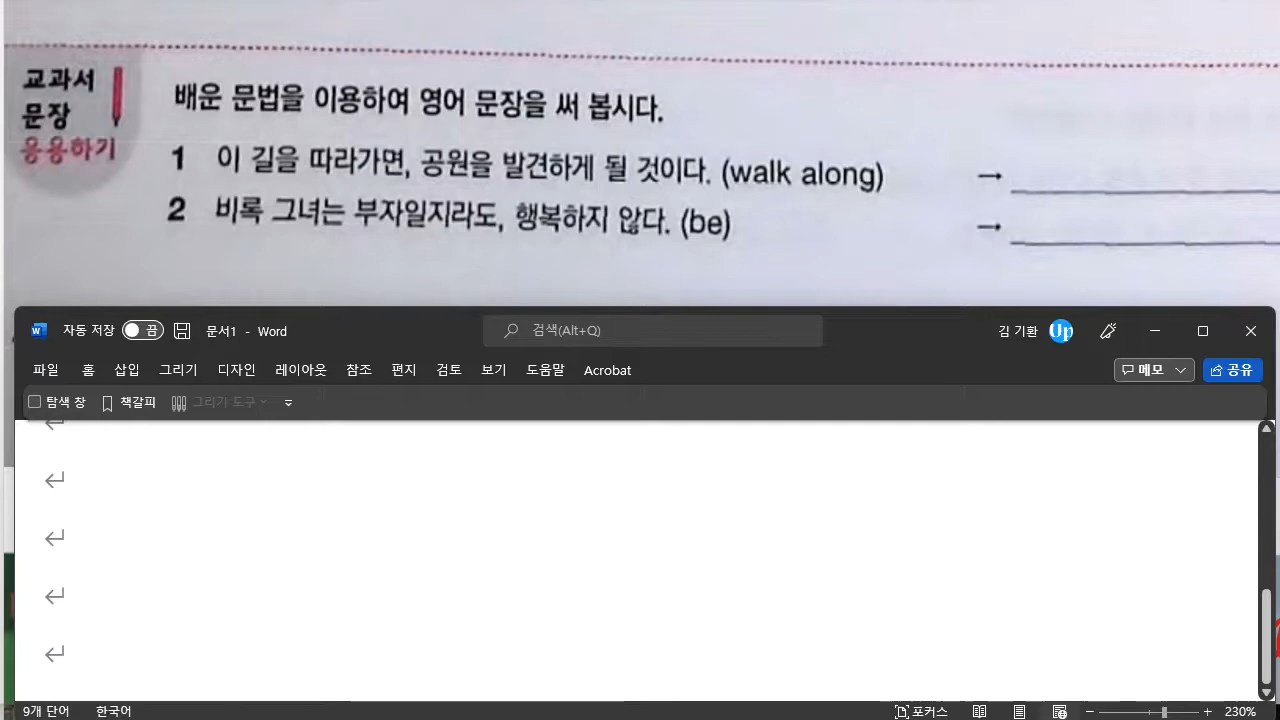 교과서
문장
응용하기
배운 문법을 이용하여 영어 문장을 써 봅시다.
1 이 길을 따라가면, 공원을 발견하게 될 것이다. (walk along) →
2 비록 그녀는 부자일지라도, 행복하지 않다. (be) →
자동 저장 끔 문서1 - Word 검색(Alt+Q) 김 기환 Up
파일 홈 삽입 그리기 디자인 레이아웃 참조 편지 검토 보기 도움말 Acrobat 메모 공유
탐색 창 책갈피 그리기 도구
9개 단어 한국어 포커스 230%